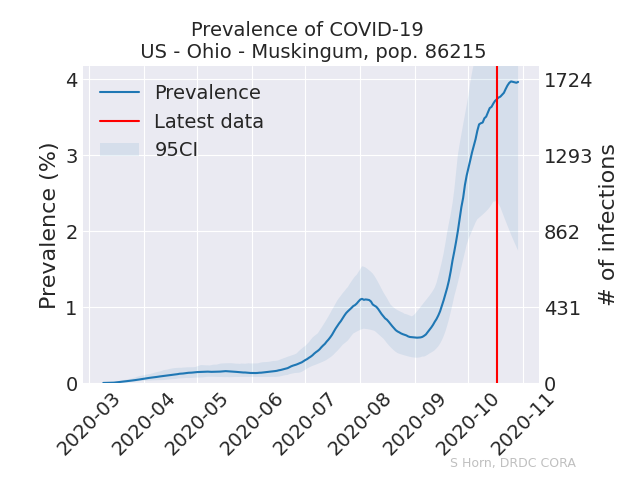 Prevalence of COVID-19
US - Ohio - Muskingum, pop. 86215
Prevalence
Latest data
95CI
Prevalence (%)
4
3
2
1
0
1724
1293
862
431
0
# of infections
2020-03
2020-04
2020-05
2020-06
2020-07
2020-08
2020-09
2020-10
2020-11
S Horn, DRDC CORA